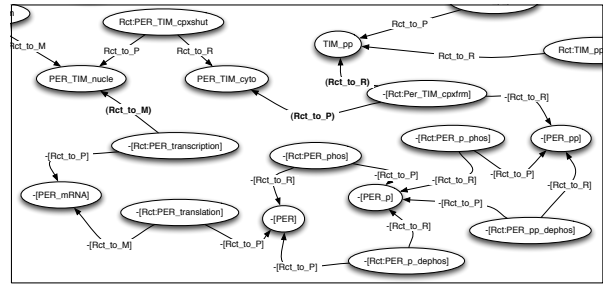 Rct:PER_TIM_cpxshut
Rct_to_P
Rct_to_M
Rct_to_P
Rct_to_R
TIM_pp
Rct_to_R
Rct:TIM_pp
PER_TIM_nucle
PER_TIM_cyto
(Rct_to_R)
-[Rct:Per_TIM_cpxfrm]
-[Rct_to_R]
(Rct_to_M)
(Rct_to_P)
-[Rct:PER_transcription]
-[Rct:PER_p_phos]
-[PER_pp]
-[Rct_to_P]
-[Rct:PER_phos]
-[Rct_to_P]
-[Rct_to_P]
-[Rct_to_R]
-[Rct_to_R]
-[Rct_to_R]
-[PER_mRNA]
-[PER_p]
-[Rct_to_P]
-[Rct:PER_translation]
-[PER]
-[Rct:PER_pp_dephos]
-[Rct_to_M]
-[Rct_to_P]
-[Rct_to_R]
-[Rct_to_P]
-[Rct:PER_p_dephos]